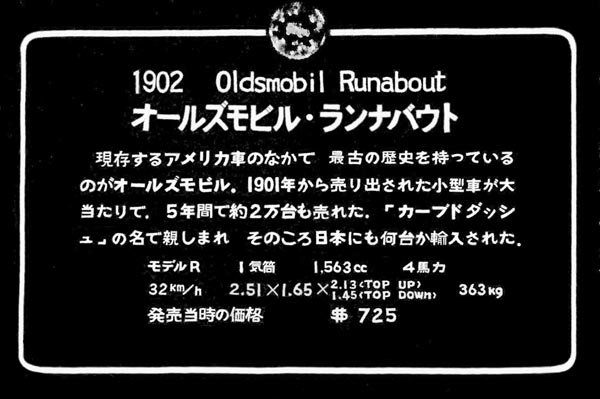 1902 Oldsmobil Runabout
オールズモビル・ランナバウト
現存するアメリカ車のなかで 最古の歴史を持っている
のがオールズモビル．1901年から売り出された小型車が大
当たりで．5年間で約2万台も売れた．「カーブドダッシ
ュ」の名で親しまれ そのころ日本にも何台か輸入された．
モデルR 1気筒 1,563cc 4馬力
32km/h 2.51×1.65×2.13(TOP UP) 363kg
1.45(TOP DOWN)
発売当時の価格 $ 725